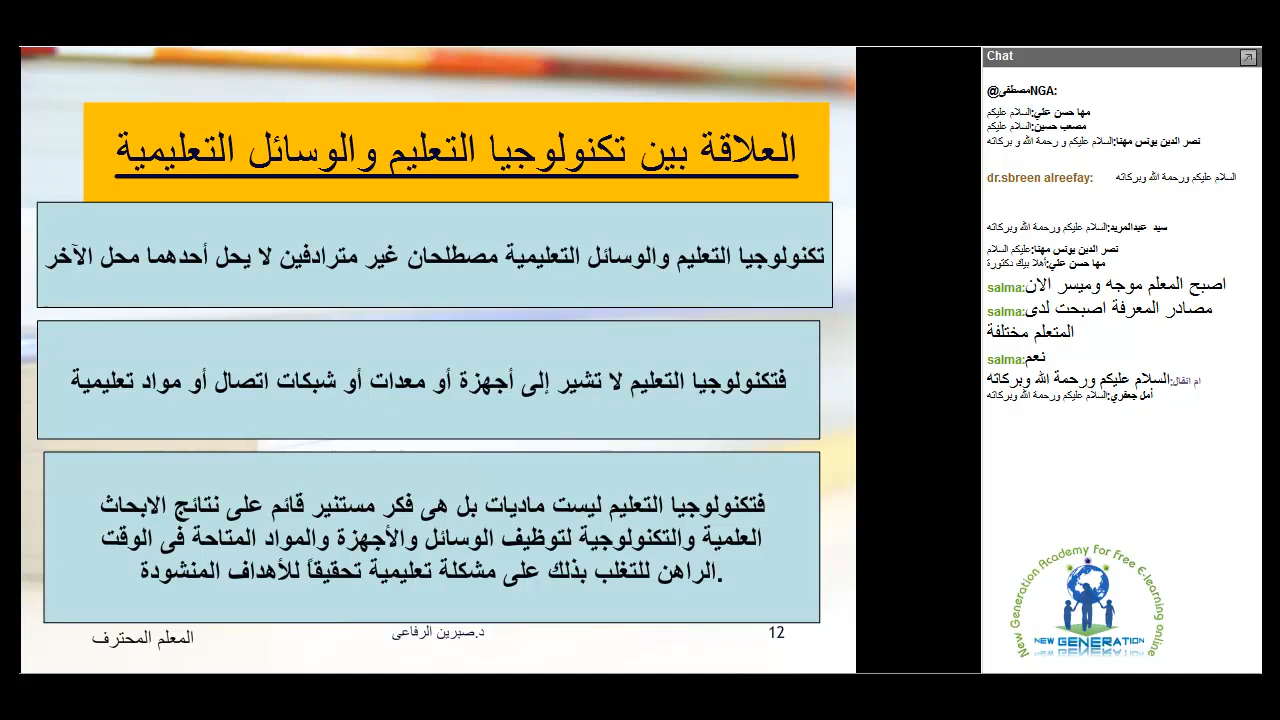 العلاقة بين تكنولوجيا التعليم والوسائل التعليمية
تكنولوجيا التعليم والوسائل التعليمية مصطلحان غير مترادفين لا يحل أحدهما محل الآخر
فتكنولوجيا التعليم لا تشير إلى أجهزة أو معدات أو شبكات اتصال أو مواد تعليمية
فتكنولوجيا التعليم ليست ماديات بل هى فكر مستنير قائم على نتائج الابحاث
العلمية والتكنولوجية لتوظيف الوسائل والأجهزة والمواد المتاحة فى الوقت
الراهن للتغلب بذلك على مشكلة تعليمية تحقيقاً للأهداف المنشودة.
12
د.صبرين الرفاعى
المعلم المحترف
Chat
@مصطفىNGA:
مها حسن علي:السلام عليكم
مصعب حسين:السلام عليكم
نصر الدين يونس مهنا:السلام عليكم و رحمة الله و بركاته
dr.sbreen alreefay: السلام عليكم ورحمة الله وبركاته
سيد عبدالمريد:السلام عليكم ورحمة الله وبركاته
نصر الدين يونس مهنا:عليكم السلام
مها حسن علي:أهلا بيك دكتورة
salma:اصبح المعلم موجه وميسر الان
salma:مصادر المعرفة اصبحت لدى
المتعلم مختلفة
salma:نعم
ام انفال:السلام عليكم ورحمة الله وبركاته
أمل جعفري:السلام عليكم ورحمة الله وبركاته
New Generation Academy For Free E-learning online
NEW GENERATION